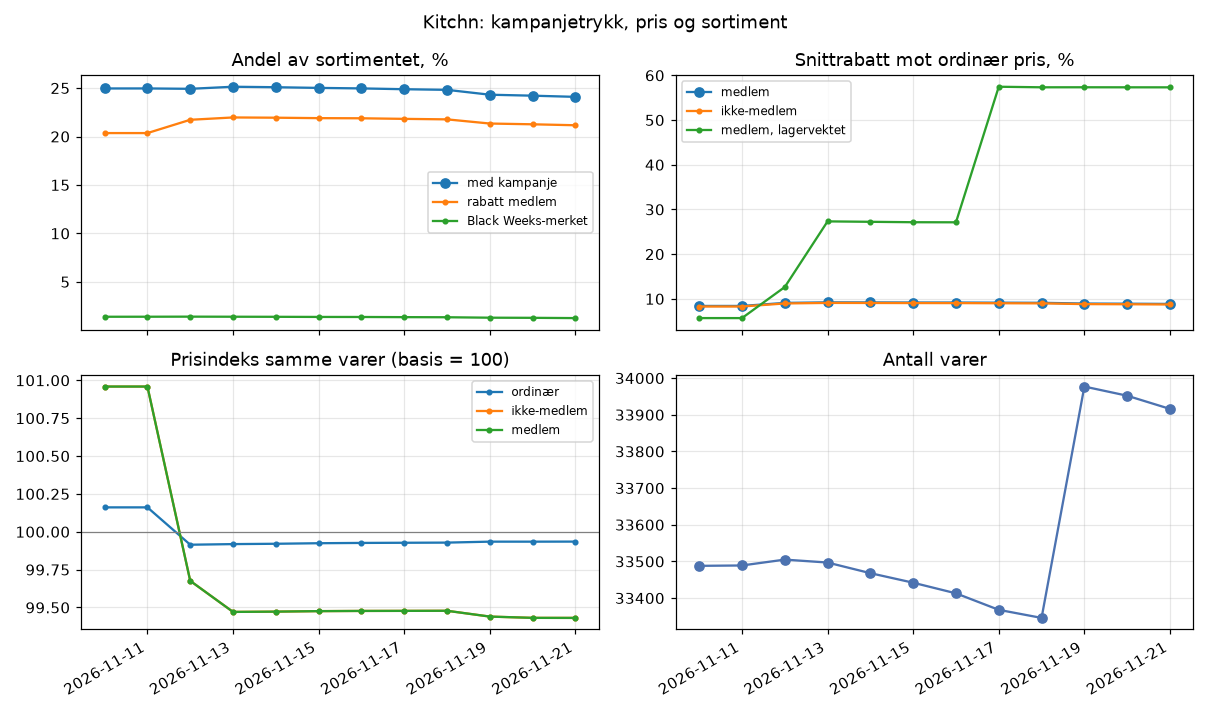 Kitchn: kampanjetrykk, pris og sortiment
Andel av sortimentet, %
25
20
15
10
5
med kampanje
rabatt medlem
Black Weeks-merket
Snittrabatt mot ordinær pris, %
60
50
40
30
20
10
medlem
ikke-medlem
medlem, lagervektet
Prisindeks samme varer (basis = 100)
101.00
100.75
100.50
100.25
100.00
99.75
99.50
ordinær
ikke-medlem
medlem
2026-11-11
2026-11-13
2026-11-15
2026-11-17
2026-11-19
2026-11-21
Antall varer
34000
33900
33800
33700
33600
33500
33400
2026-11-11
2026-11-13
2026-11-15
2026-11-17
2026-11-19
2026-11-21